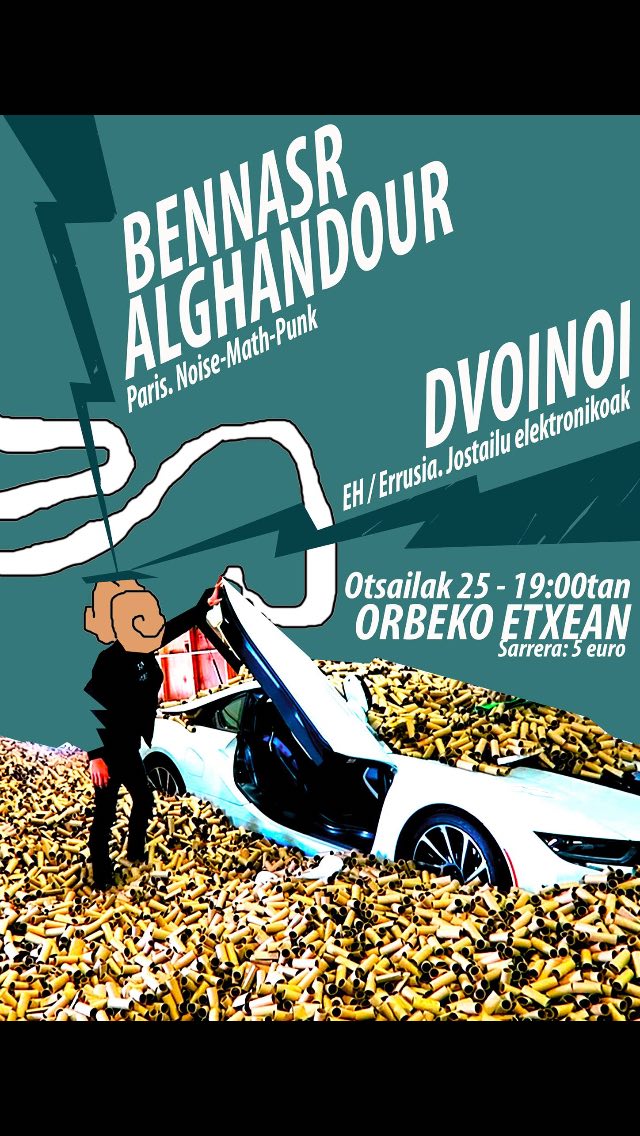 BENNASR
ALGHANDOUR
Paris. Noise-Math-Punk
DVOINOI
EH / Errusia. Jostailu elektronikoak
Otsailak 25 - 19:00tan
ORBEKO ETXEAN
Sarrera: 5 euro